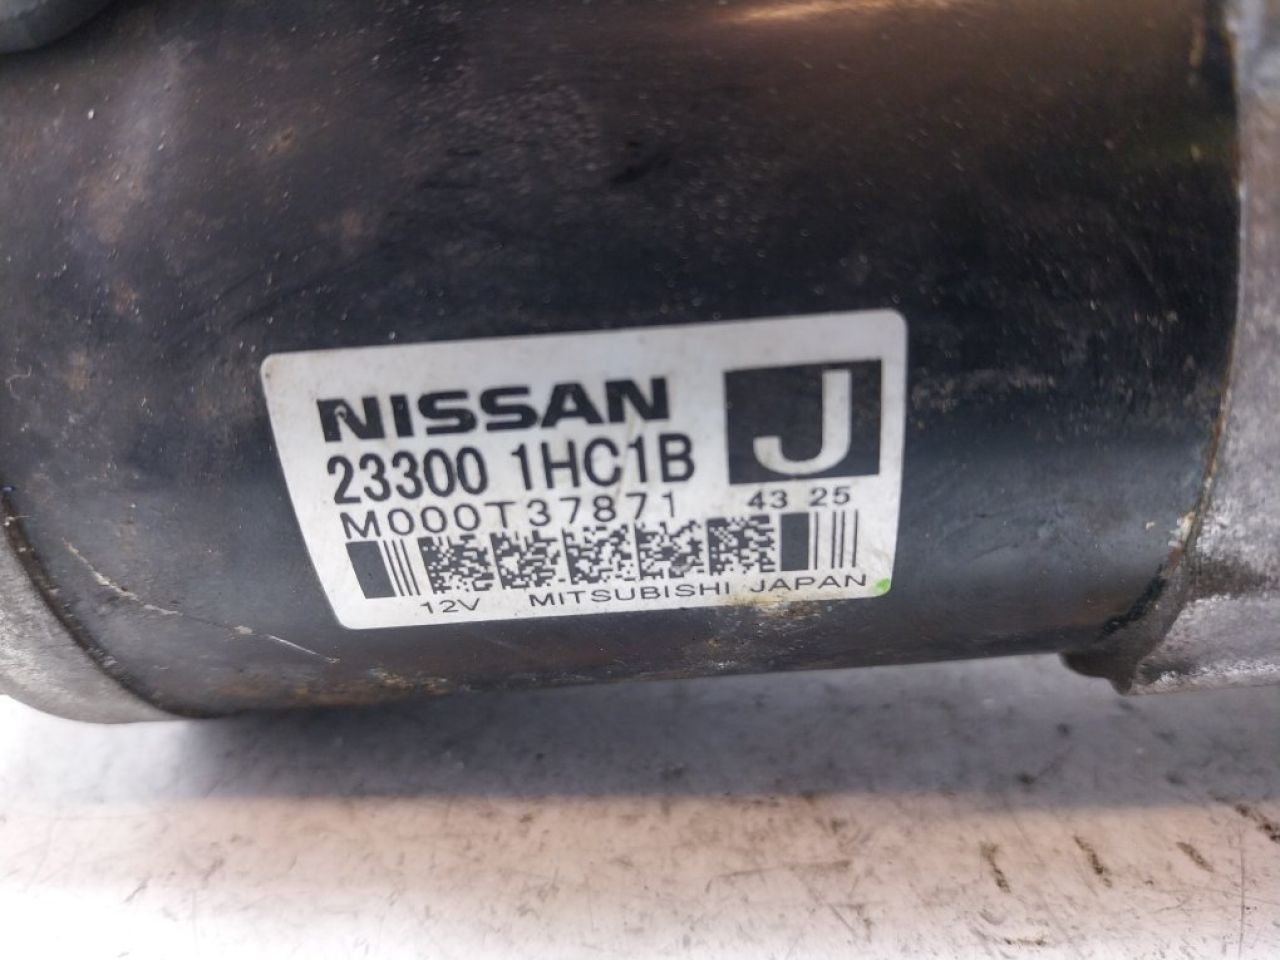 NISSAN
J
23300 1HC1B
M000T37871
43 25
12V MITSUBISHI JAPAN